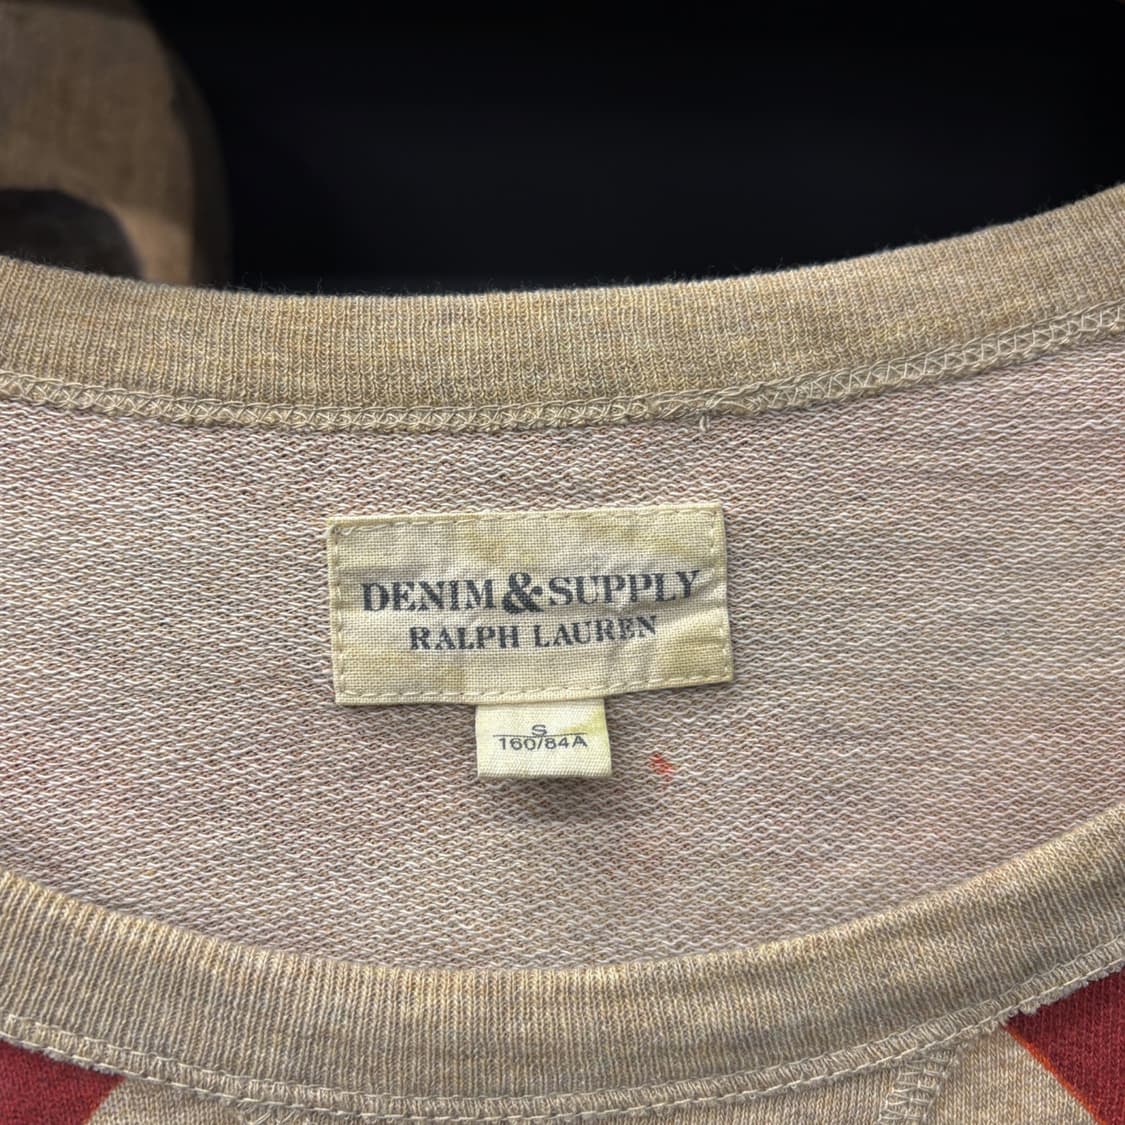 DENIM & SUPPLY
RALPH LAUREN
S
160/84A